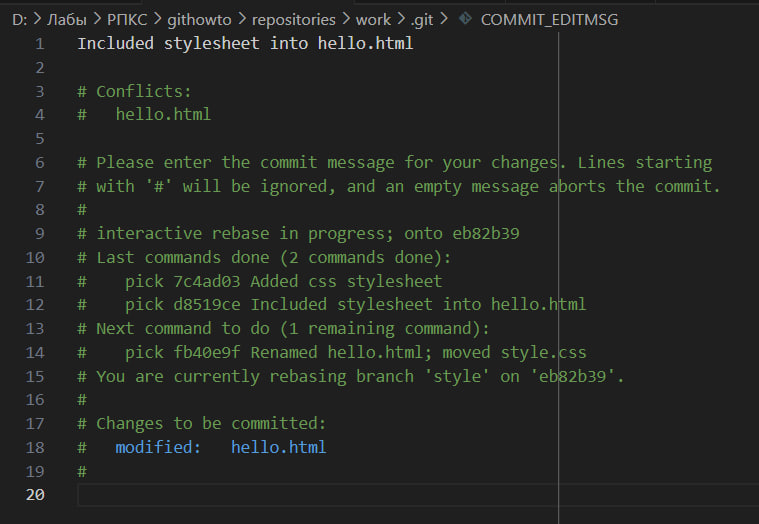 D: > Лабы > РПКС > githowto > repositories > work > .git > COMMIT_EDITMSG
1 Included stylesheet into hello.html
2
3 # Conflicts:
4 #   hello.html
5
6 # Please enter the commit message for your changes. Lines starting
7 # with '#' will be ignored, and an empty message aborts the commit.
8 #
9 # interactive rebase in progress; onto eb82b39
10 # Last commands done (2 commands done):
11 #    pick 7c4ad03 Added css stylesheet
12 #    pick d8519ce Included stylesheet into hello.html
13 # Next command to do (1 remaining command):
14 #    pick fb40e9f Renamed hello.html; moved style.css
15 # You are currently rebasing branch 'style' on 'eb82b39'.
16 #
17 # Changes to be committed:
18 #   modified:   hello.html
19 #
20